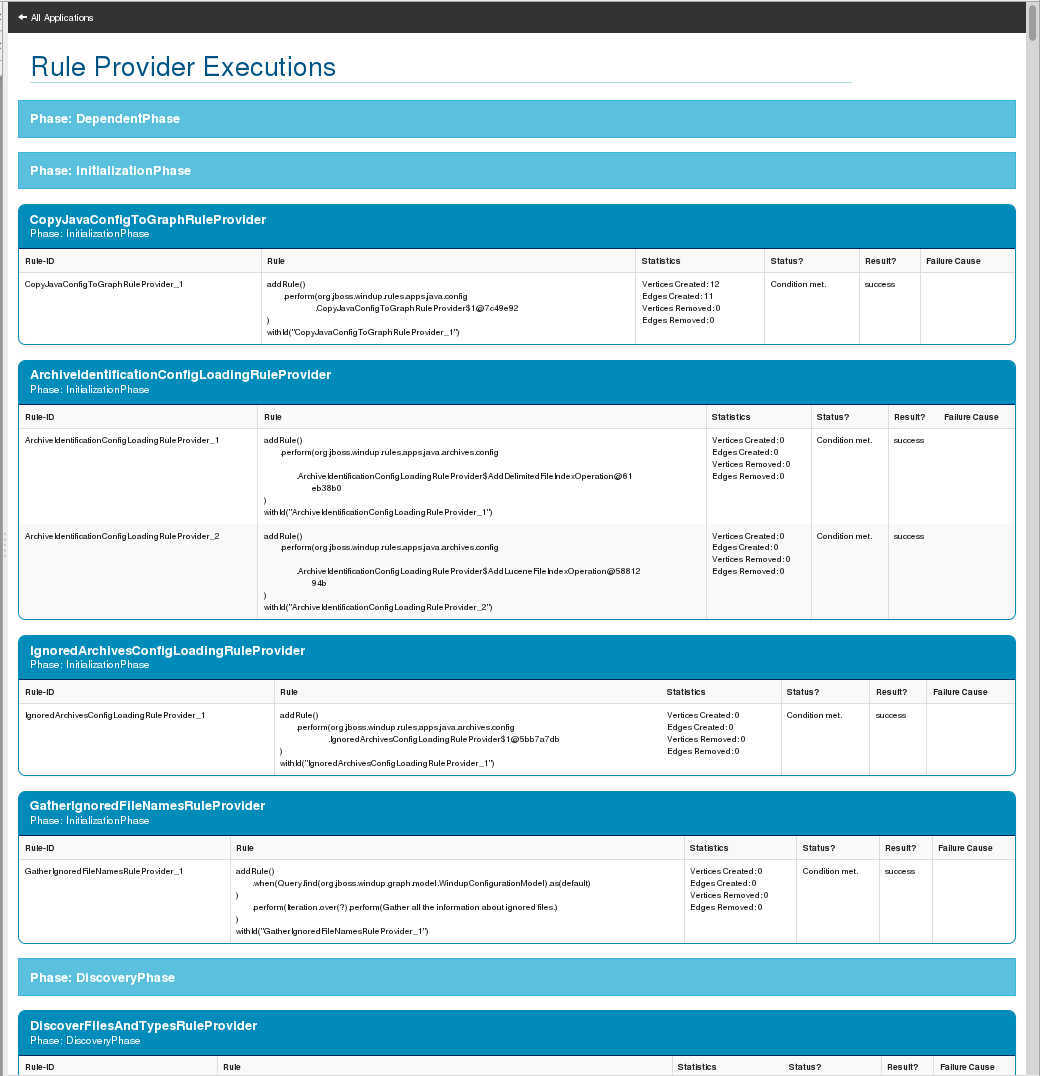 All Applications
Rule Provider Executions
Phase: DependentPhase
Phase: InitializationPhase
CopyJavaConfigToGraphRuleProvider
Phase: InitializationPhase
Rule-ID Rule Statistics Status? Result? Failure Cause
CopyJavaConfigToGraphRuleProvider_1 addRule() Vertices Created: 12 Condition met. success
.perform(org.jboss.windup.rules.apps.java.config Edges Created: 11
.CopyJavaConfigToGraphRuleProvider$1@7c49e92 Vertices Removed: 0
) Edges Removed: 0
withId("CopyJavaConfigToGraphRuleProvider_1")
ArchiveIdentificationConfigLoadingRuleProvider
Phase: InitializationPhase
Rule-ID Rule Statistics Status? Result? Failure Cause
ArchiveIdentificationConfigLoadingRuleProvider_1 addRule() Vertices Created: 0 Condition met. success
.perform(org.jboss.windup.rules.apps.java.archives.config Edges Created: 0
Vertices Removed: 0
.ArchiveIdentificationConfigLoadingRuleProvider$AddDelimitedFileIndexOperation@61 Edges Removed: 0
eb38b0
)
withId("ArchiveIdentificationConfigLoadingRuleProvider_1")
ArchiveIdentificationConfigLoadingRuleProvider_2 addRule() Vertices Created: 0 Condition met. success
.perform(org.jboss.windup.rules.apps.java.archives.config Edges Created: 0
Vertices Removed: 0
.ArchiveIdentificationConfigLoadingRuleProvider$AddLuceneFileIndexOperation@58812 Edges Removed: 0
94b
)
withId("ArchiveIdentificationConfigLoadingRuleProvider_2")
IgnoredArchivesConfigLoadingRuleProvider
Phase: InitializationPhase
Rule-ID Rule Statistics Status? Result? Failure Cause
IgnoredArchivesConfigLoadingRuleProvider_1 addRule() Vertices Created: 0 Condition met. success
.perform(org.jboss.windup.rules.apps.java.archives.config Edges Created: 0
.IgnoredArchivesConfigLoadingRuleProvider$1@5bb7a7db Vertices Removed: 0
) Edges Removed: 0
withId("IgnoredArchivesConfigLoadingRuleProvider_1")
GatherIgnoredFileNamesRuleProvider
Phase: InitializationPhase
Rule-ID Rule Statistics Status? Result? Failure Cause
GatherIgnoredFileNamesRuleProvider_1 addRule() Vertices Created: 0 Condition met. success
.when(Query.find(org.jboss.windup.graph.model.WindupConfigurationModel).as(default) Edges Created: 0
) Vertices Removed: 0
.perform(Iteration.over(?).perform(Gather all the information about ignored files.) Edges Removed: 0
)
withId("GatherIgnoredFileNamesRuleProvider_1")
Phase: DiscoveryPhase
DiscoverFilesAndTypesRuleProvider
Phase: DiscoveryPhase
Rule-ID Rule Statistics Status? Result? Failure Cause